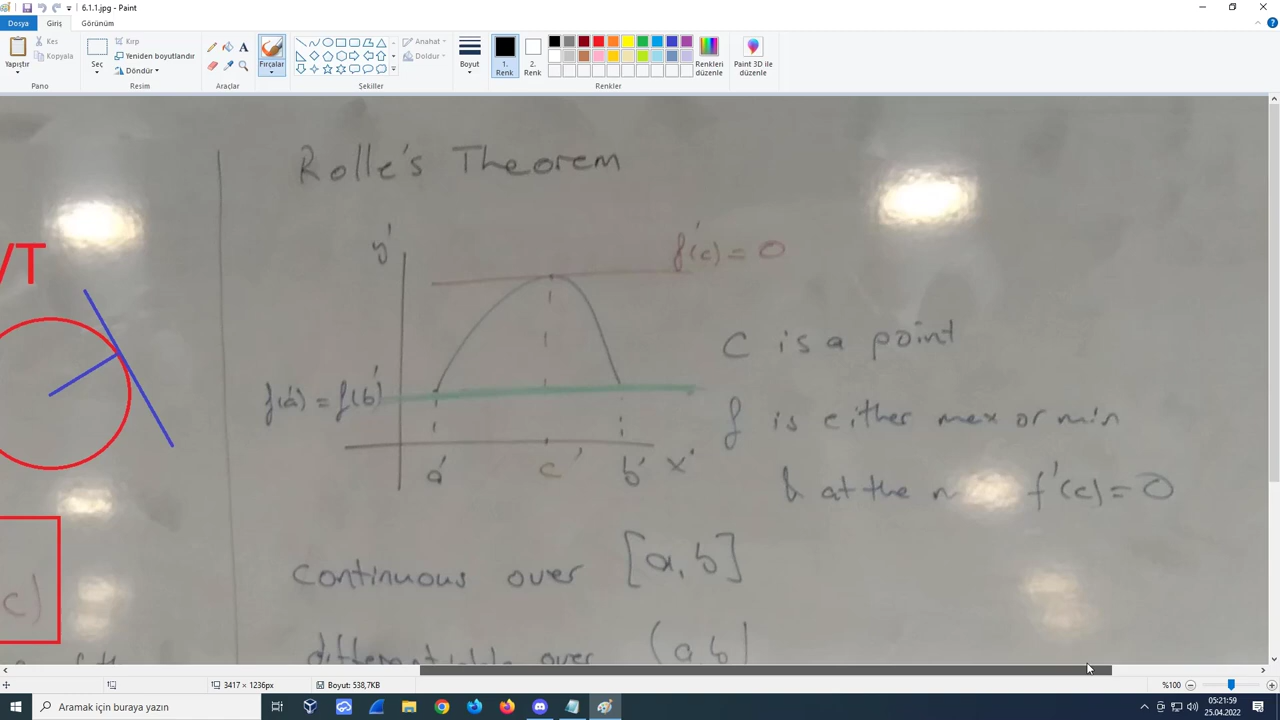 6.1.1.jpg - Paint
Dosya Giriş Görünüm
Yapıştır
Kes
Kopyala
Seç
Kırp
Yeniden boyutlandır
Döndür
Fırçalar
Anahat
Doldur
Boyut
1. Renk
2. Renk
Renkleri düzenle
Paint 3D ile düzenle
Pano Resim Araçlar Şekiller Renkler
Rolle's Theorem
y'
f'(c) = 0
VT
C is a point
f(a') = f(b')
f is either max or min
a' c' b' x'
& at the f'(c) = 0
continuous over [a, b]
c)
differentiable over (a b)
3417 × 1236px
Boyut: 538,7KB
%100
Aramak için buraya yazın
05:21:59
25.04.2022